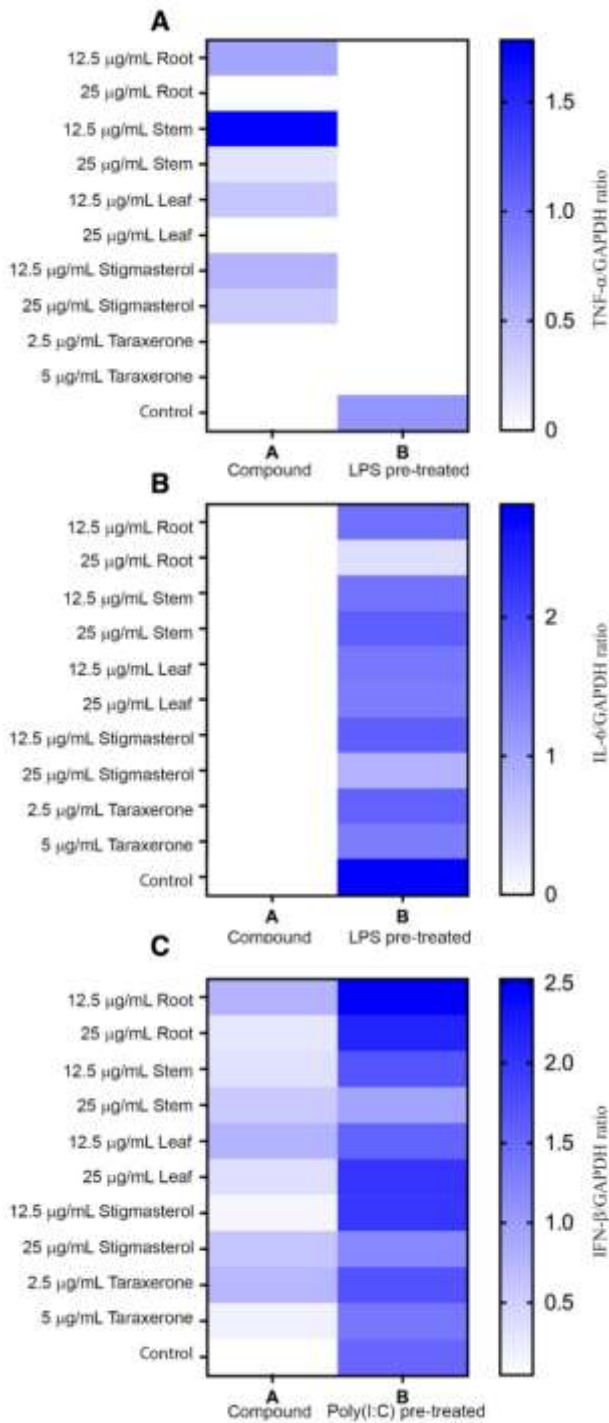 A
12.5 µg/mL Root
25 µg/mL Root
12.5 µg/mL Stem
25 µg/mL Stem
12.5 µg/mL Leaf
25 µg/mL Leaf
12.5 µg/mL Stigmasterol
25 µg/mL Stigmasterol
2.5 µg/mL Taraxerone
5 µg/mL Taraxerone
Control
A B
Compound LPS pre-treated
1.5
1.0
0.5
0
TNF-α/GAPDH ratio
B
12.5 µg/mL Root
25 µg/mL Root
12.5 µg/mL Stem
25 µg/mL Stem
12.5 µg/mL Leaf
25 µg/mL Leaf
12.5 µg/mL Stigmasterol
25 µg/mL Stigmasterol
2.5 µg/mL Taraxerone
5 µg/mL Taraxerone
Control
A B
Compound LPS pre-treated
2
1
0
IL-6/GAPDH ratio
C
12.5 µg/mL Root
25 µg/mL Root
12.5 µg/mL Stem
25 µg/mL Stem
12.5 µg/mL Leaf
25 µg/mL Leaf
12.5 µg/mL Stigmasterol
25 µg/mL Stigmasterol
2.5 µg/mL Taraxerone
5 µg/mL Taraxerone
Control
A B
Compound Poly(I:C) pre-treated
2.5
2.0
1.5
1.0
0.5
IFN-β/GAPDH ratio